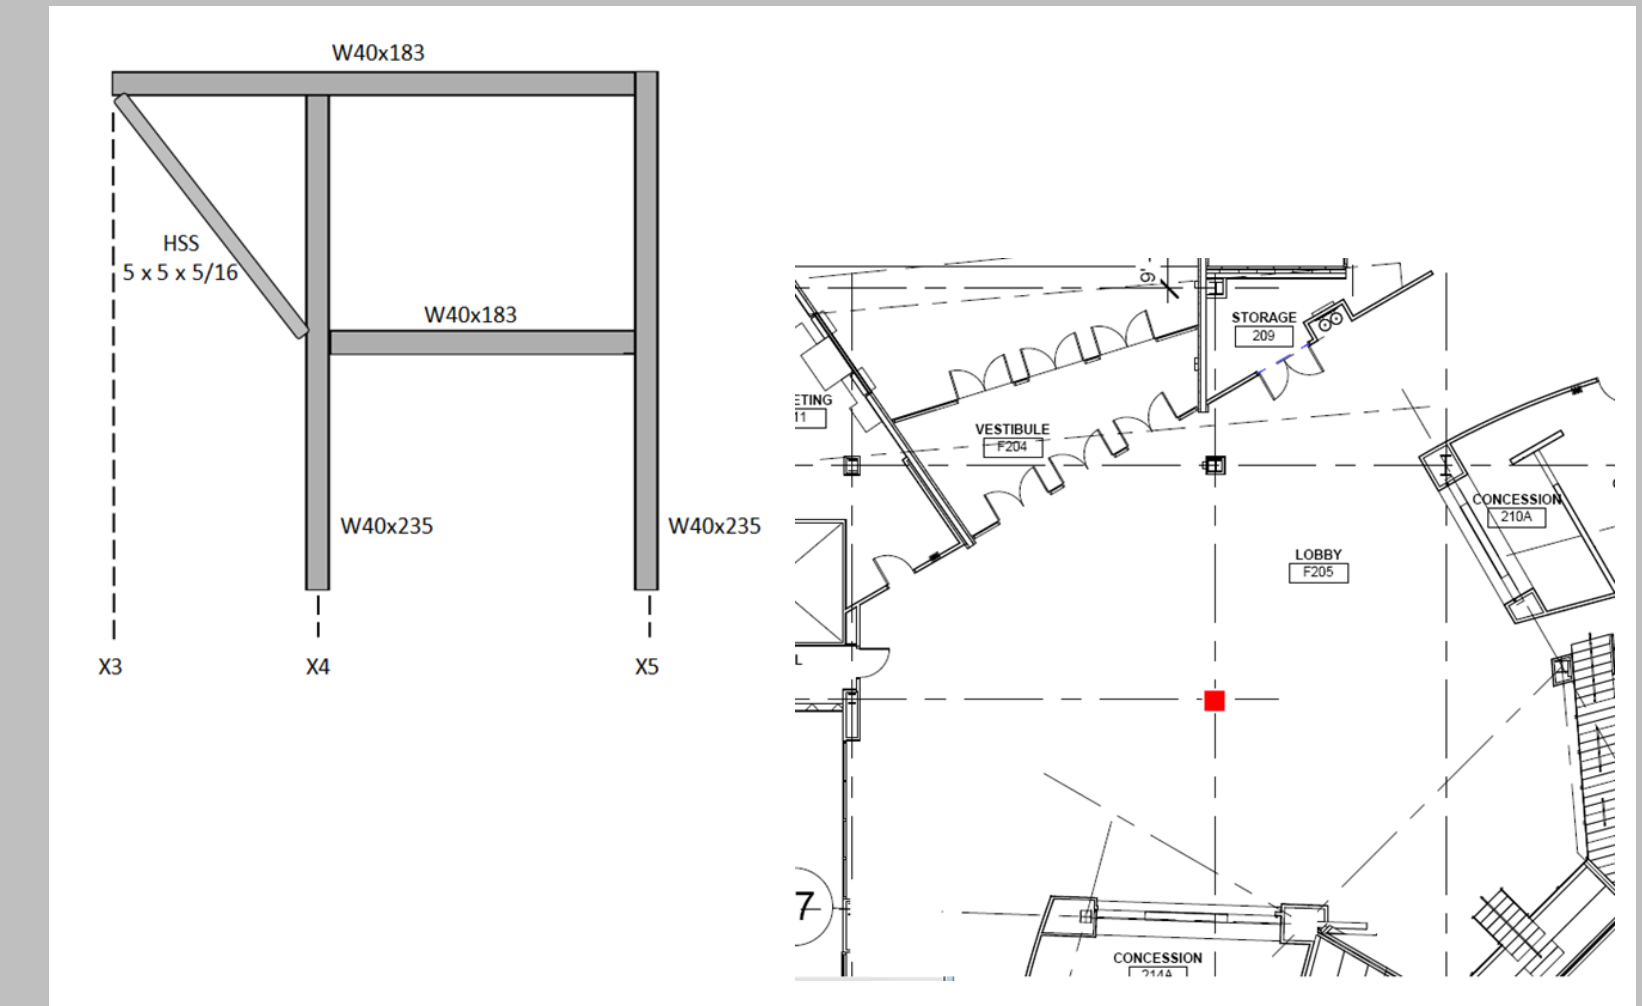 W40x183
HSS
5 x 5 x 5/16
W40x183
W40x235
W40x235
X3
X4
X5
STORAGE
209
ETING
11
VESTIBULE
F204
CONCESSION
210A
LOBBY
F205
L
7
CONCESSION
214A